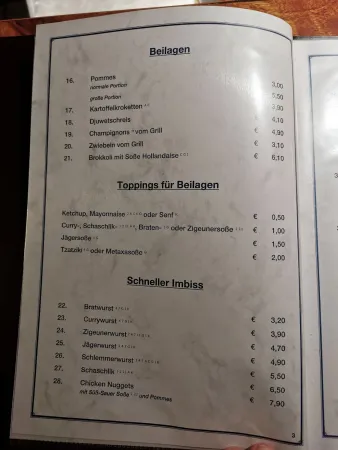 Beilagen
16. Pommes
normale Portion 3,05
große Portion 5,50
17. Kartoffelkroketten 3,90
18. Djuwetschreis €
19. Champignons vom Grill € 4,90
20. Zwiebeln vom Grill € 3,10
21. Brokkoli mit Soße Hollandaise € 6,10
Toppings für Beilagen
Ketchup, Mayonnaise oder Senf € 0,50
Curry-, Schaschlik-, Braten- oder Zigeunersoße € 1,00
Jägersoße € 1,50
Tzatziki oder Metaxasoße € 2,00
Schneller Imbiss
22. Bratwurst € 3,20
23. Currywurst € 3,90
24. Zigeunerwurst € 4,70
25. Jägerwurst € 4,90
26. Schlemmerwurst € 5,50
27. Schaschlik € 6,50
28. Chicken Nuggets
mit Süß-Sauer Soße und Pommes € 7,90
3